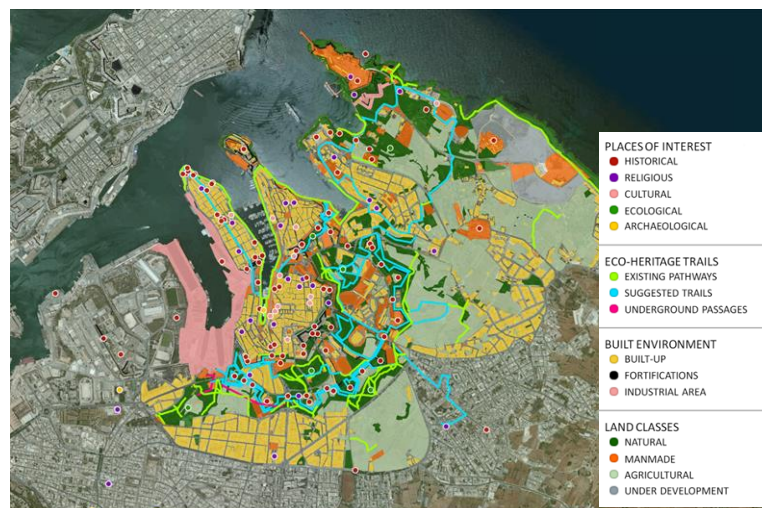 PLACES OF INTEREST
HISTORICAL
RELIGIOUS
CULTURAL
ECOLOGICAL
ARCHAEOLOGICAL
ECO-HERITAGE TRAILS
EXISTING PATHWAYS
SUGGESTED TRAILS
UNDERGROUND PASSAGES
BUILT ENVIRONMENT
BUILT-UP
FORTIFICATIONS
INDUSTRIAL AREA
LAND CLASSES
NATURAL
MANMADE
AGRICULTURAL
UNDER DEVELOPMENT